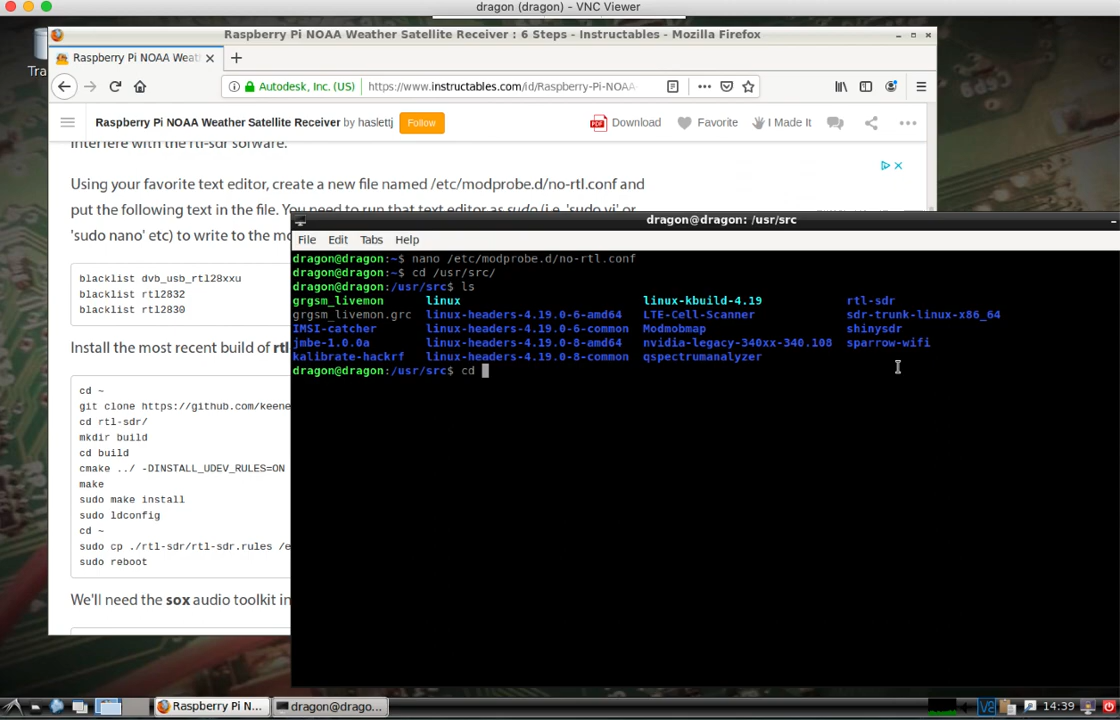 dragon (dragon) - VNC Viewer
Raspberry Pi NOAA Weather Satellite Receiver : 6 Steps - Instructables - Mozilla Firefox
Raspberry Pi NOAA Weat
Autodesk, Inc. (US) https://www.instructables.com/id/Raspberry-Pi-NOAA-
Raspberry Pi NOAA Weather Satellite Receiver by haslettj Follow PDF Download Favorite I Made It
interfere with the rtl-sdr sofware.
Using your favorite text editor, create a new file named /etc/modprobe.d/no-rtl.conf and
put the following text in the file. You need to run that text editor as sudo (i.e. 'sudo vi' or
'sudo nano' etc) to write to the mo
blacklist dvb_usb_rtl28xxu
blacklist rtl2832
blacklist rtl2830
Install the most recent build of rtl
cd ~
git clone https://github.com/keene
cd rtl-sdr/
mkdir build
cd build
cmake ../ -DINSTALL_UDEV_RULES=ON
make
sudo make install
sudo ldconfig
cd ~
sudo cp ./rtl-sdr/rtl-sdr.rules /e
sudo reboot
We'll need the sox audio toolkit in
Tra
dragon@dragon: /usr/src
File Edit Tabs Help
dragon@dragon:~$ nano /etc/modprobe.d/no-rtl.conf
dragon@dragon:~$ cd /usr/src/
dragon@dragon:/usr/src$ ls
grgsm_livemon linux linux-kbuild-4.19 rtl-sdr
grgsm_livemon.grc linux-headers-4.19.0-6-amd64 LTE-Cell-Scanner sdr-trunk-linux-x86_64
IMSI-catcher linux-headers-4.19.0-6-common Modmobmap shinysdr
jmbe-1.0.0a linux-headers-4.19.0-8-amd64 nvidia-legacy-340xx-340.108 sparrow-wifi
kalibrate-hackrf linux-headers-4.19.0-8-common qspectrumanalyzer
dragon@dragon:/usr/src$ cd
Raspberry Pi N... dragon@drago... 14:39